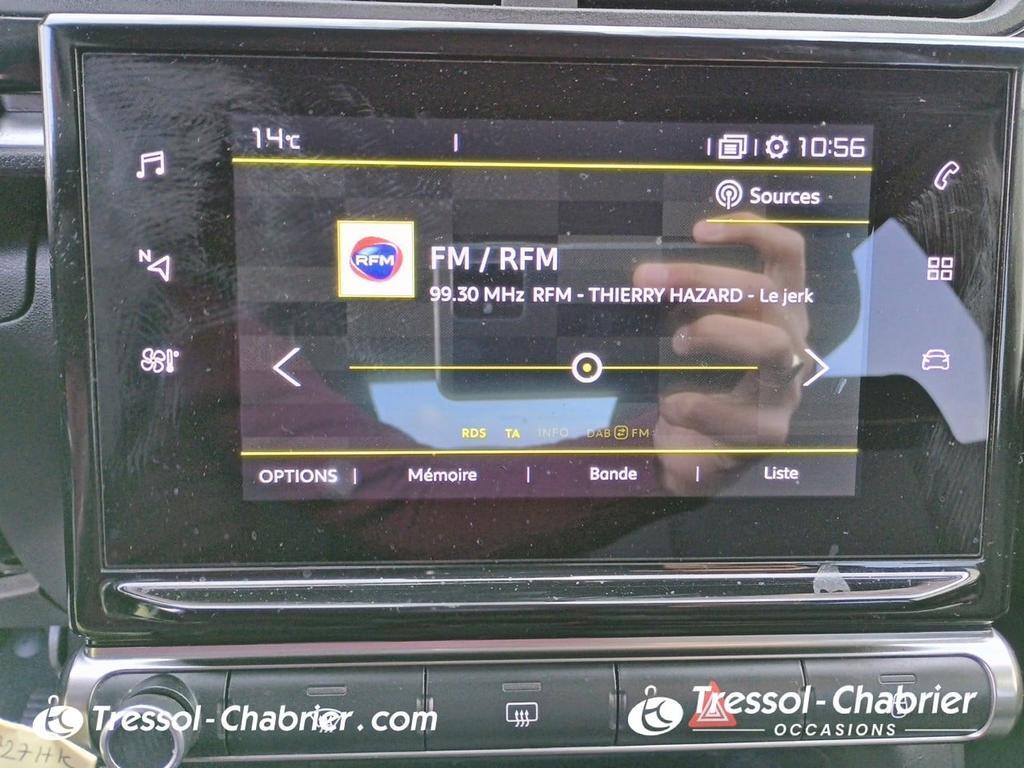 14°C 10:56
Sources
RFM
FM / RFM
99.30 MHz RFM - THIERRY HAZARD - Le jerk
N
RDS TA INFO DAB FM
OPTIONS | Mémoire | Bande | Liste
Tressol-Chabrier.com
Tressol-Chabrier
OCCASIONS